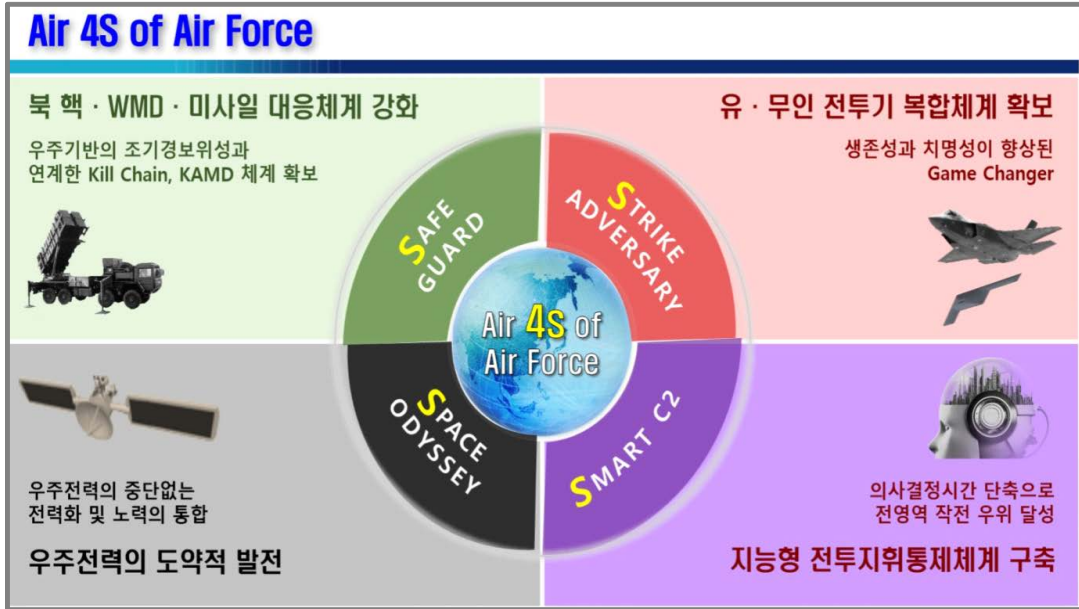 Air 4S of Air Force
북 핵 · WMD · 미사일 대응체계 강화
우주기반의 조기경보위성과
연계한 Kill Chain, KAMD 체계 확보
유 · 무인 전투기 복합체계 확보
생존성과 치명성이 향상된
Game Changer
SAFE
GUARD
STRIKE
ADVERSARY
Air 4S of
Air Force
SPACE
ODYSSEY
SMART C2
우주전력의 중단없는
전력화 및 노력의 통합
우주전력의 도약적 발전
의사결정시간 단축으로
전영역 작전 우위 달성
지능형 전투지휘통제체계 구축